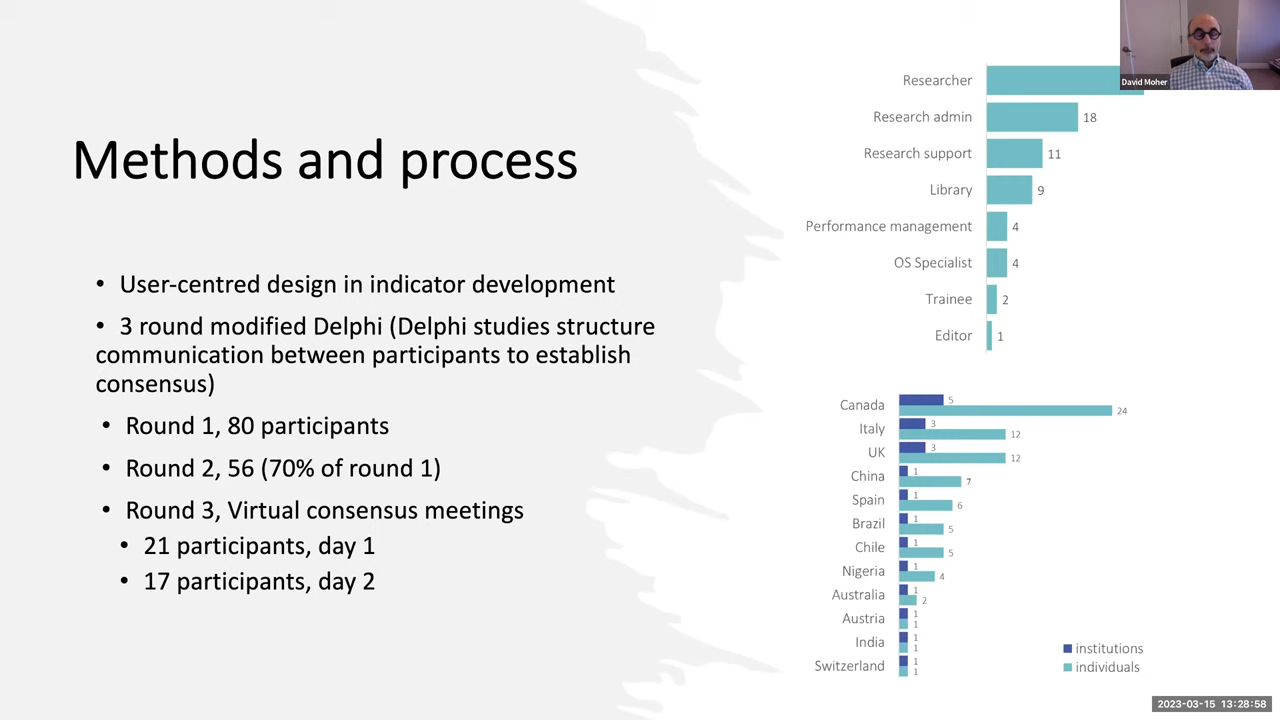 Methods and process
• User-centred design in indicator development
• 3 round modified Delphi (Delphi studies structure
communication between participants to establish
consensus)
• Round 1, 80 participants
• Round 2, 56 (70% of round 1)
• Round 3, Virtual consensus meetings
• 21 participants, day 1
• 17 participants, day 2
Researcher
Research admin 18
Research support 11
Library 9
Performance management 4
OS Specialist 4
Trainee 2
Editor 1
David Moher
Canada 5 24
Italy 3 12
UK 3 12
China 1 7
Spain 1 6
Brazil 1 5
Chile 1 5
Nigeria 1 4
Australia 1 2
Austria 1 1
India 1 1
Switzerland 1 1
institutions
individuals
2023-03-15 13:28:58